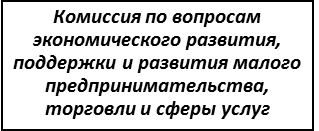 Комиссия по вопросам
экономического развития,
поддержки и развития малого
предпринимательства,
торговли и сферы услуг